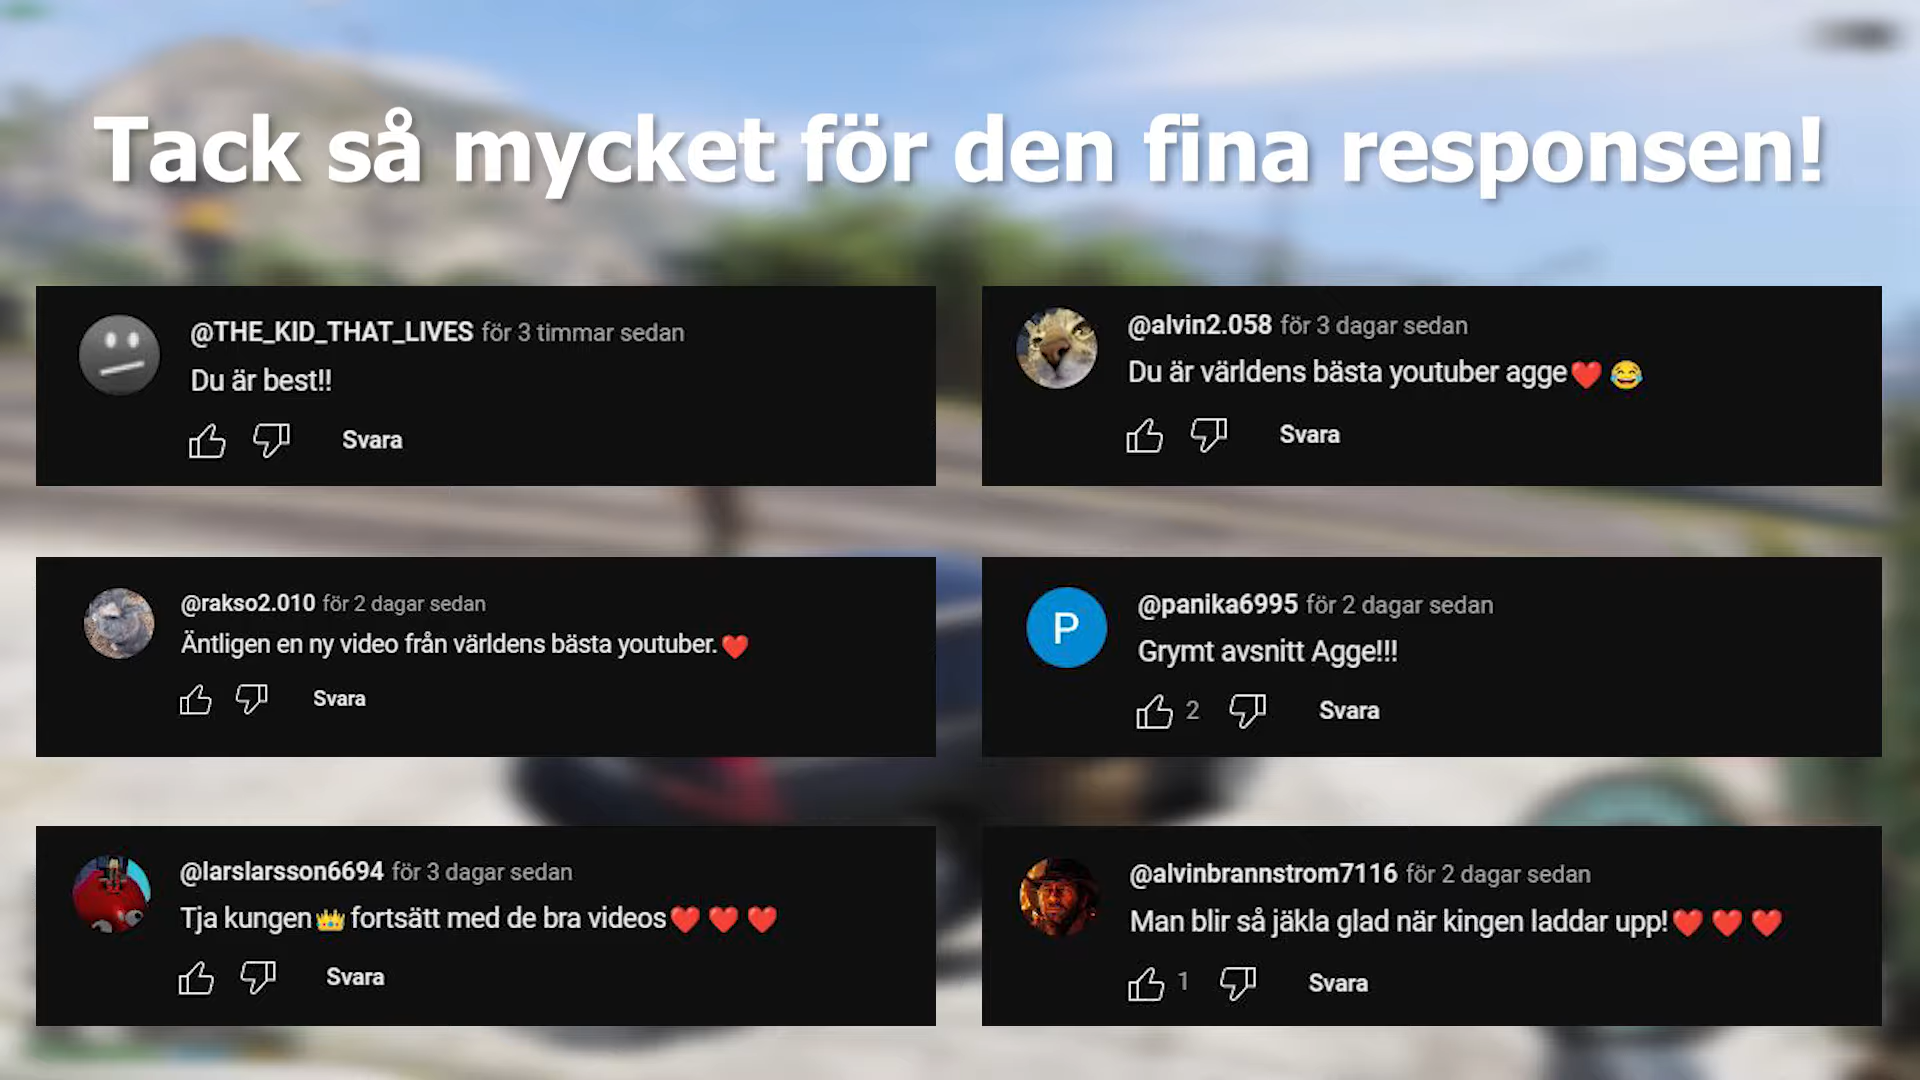 Tack så mycket för den fina responsen!
@THE_KID_THAT_LIVES för 3 timmar sedan
Du är best!!
Svara
@alvin2.058 för 3 dagar sedan
Du är världens bästa youtuber agge❤️ 😂
Svara
@rakso2.010 för 2 dagar sedan
Äntligen en ny video från världens bästa youtuber.❤️
Svara
P
@panika6995 för 2 dagar sedan
Grymt avsnitt Agge!!!
2 Svara
@larslarsson6694 för 3 dagar sedan
Tja kungen👑 fortsätt med de bra videos❤️ ❤️ ❤️
Svara
@alvinbrannstrom7116 för 2 dagar sedan
Man blir så jäkla glad när kingen laddar upp!❤️ ❤️ ❤️
1 Svara